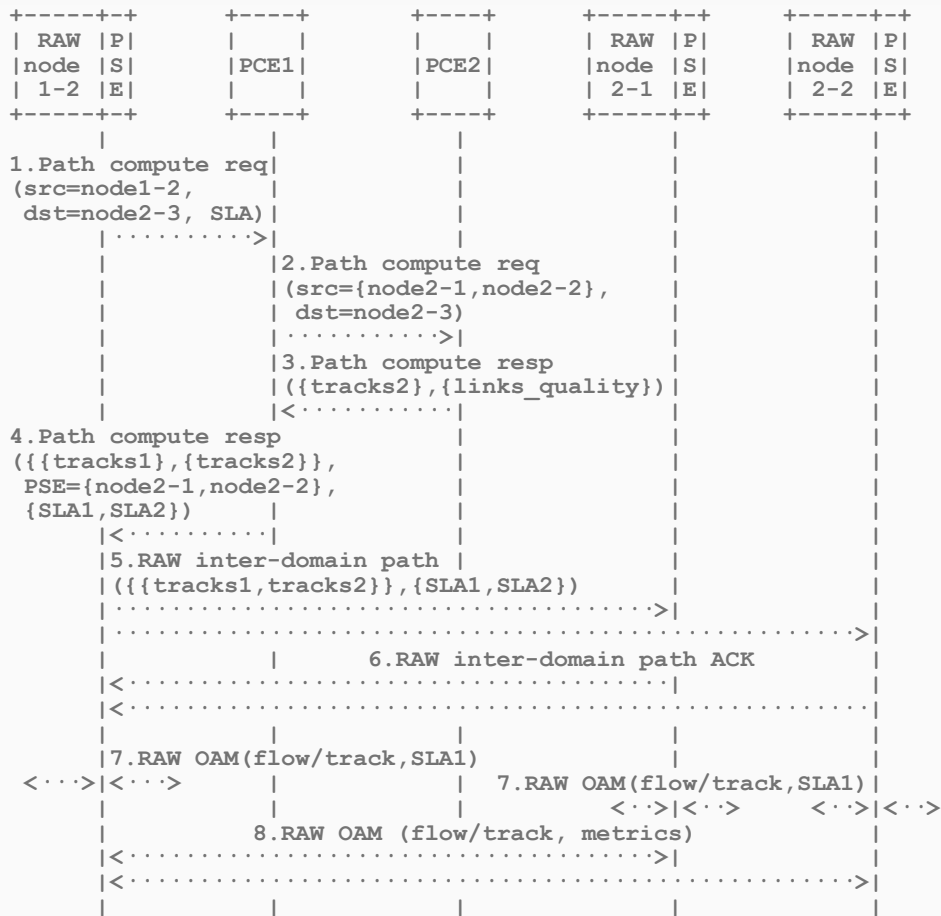 +-----+-+ +----+ +----+ +-----+-+ +-----+-+
| RAW |P| | | | | | RAW |P| | RAW |P|
|node |S| |PCE1| |PCE2| |node |S| |node |S|
| 1-2 |E| | | | | | 2-1 |E| | 2-2 |E|
+-----+-+ +----+ +----+ +-----+-+ +-----+-+
1.Path compute req|
(src=node1-2,
dst=node2-3, SLA)|
|··········>|
|2.Path compute req
|(src={node2-1,node2-2},
| dst=node2-3)
|···········>|
|3.Path compute resp
|({tracks2},{links_quality})|
|<···········|
4.Path compute resp
({{tracks1},{tracks2}},
PSE={node2-1,node2-2},
{SLA1,SLA2})
|<··········|
|5.RAW inter-domain path |
|({{tracks1,tracks2}},{SLA1,SLA2})
6.RAW inter-domain path ACK
|7.RAW OAM(flow/track,SLA1)
<···>|<···> 7.RAW OAM(flow/track,SLA1)|
<··>|<··> <··>|<··>
8.RAW OAM (flow/track, metrics)